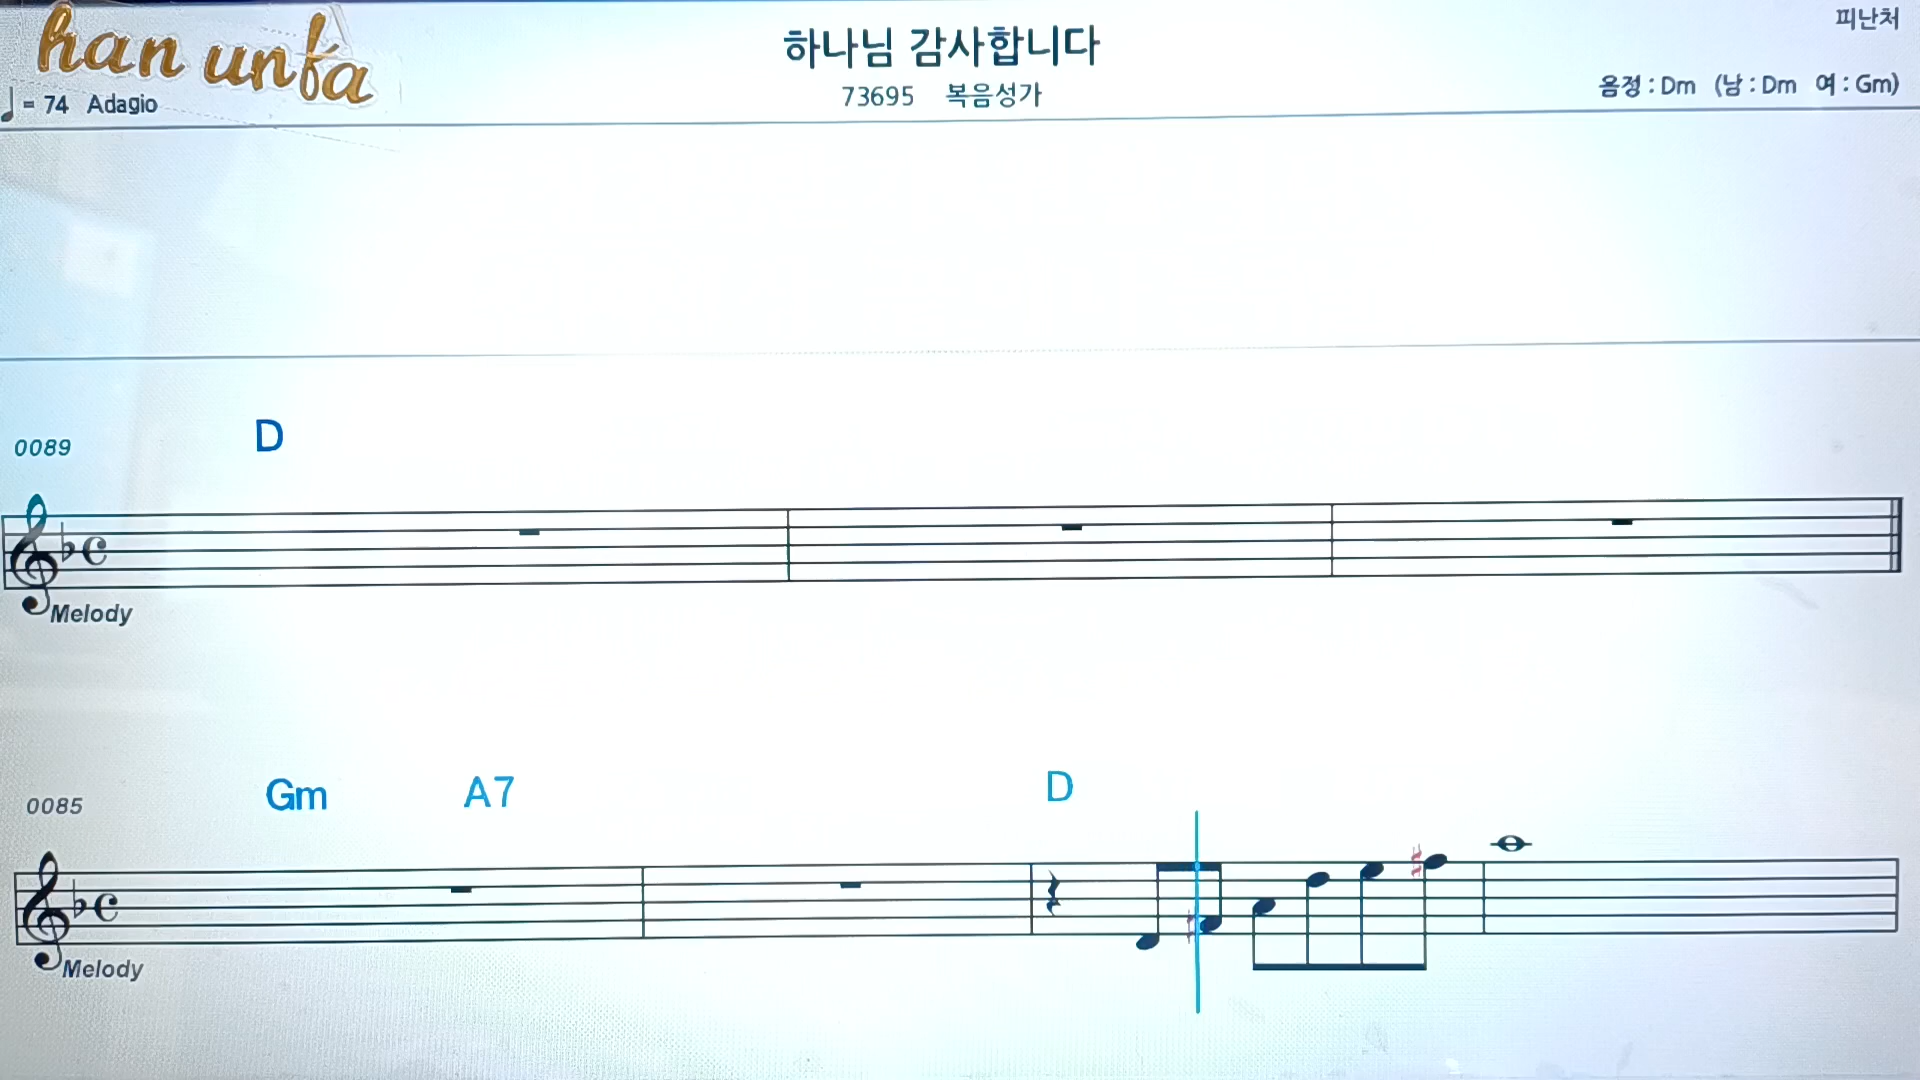 han unfa
피난처
하나님 감사합니다
= 74 Adagio
73695 복음성가
음정 : Dm (남 : Dm 여 : Gm)
0089
D
Melody
0085
Gm A7 D
Melody